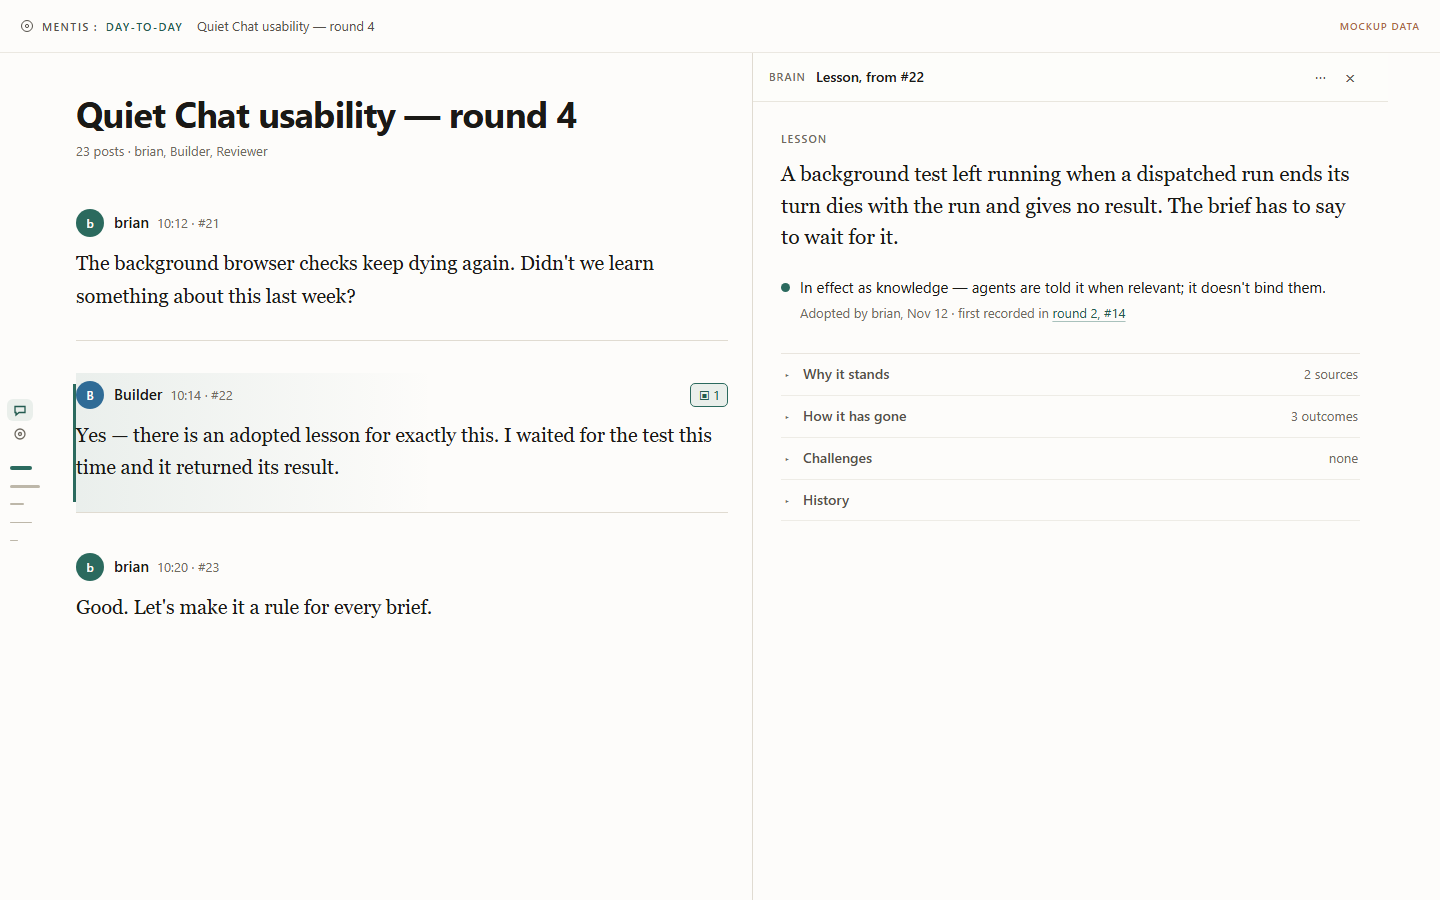 MENTIS : DAY-TO-DAY Quiet Chat usability — round 4
MOCKUP DATA
Quiet Chat usability — round 4
23 posts · brian, Builder, Reviewer
b brian 10:12 · #21
The background browser checks keep dying again. Didn't we learn
something about this last week?
B Builder 10:14 · #22
1
Yes — there is an adopted lesson for exactly this. I waited for the test this
time and it returned its result.
b brian 10:20 · #23
Good. Let's make it a rule for every brief.
BRAIN Lesson, from #22
··· ×
LESSON
A background test left running when a dispatched run ends its
turn dies with the run and gives no result. The brief has to say
to wait for it.
In effect as knowledge — agents are told it when relevant; it doesn't bind them.
Adopted by brian, Nov 12 · first recorded in round 2, #14
Why it stands 2 sources
How it has gone 3 outcomes
Challenges none
History